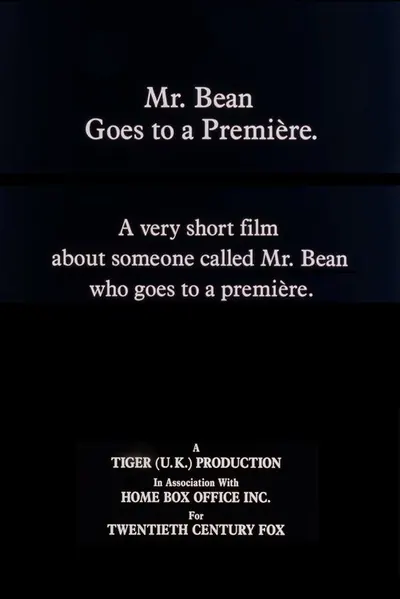 Mr. Bean
Goes to a Première.
A very short film
about someone called Mr. Bean
who goes to a première.
A
TIGER (U.K.) PRODUCTION
In Association With
HOME BOX OFFICE INC.
For
TWENTIETH CENTURY FOX